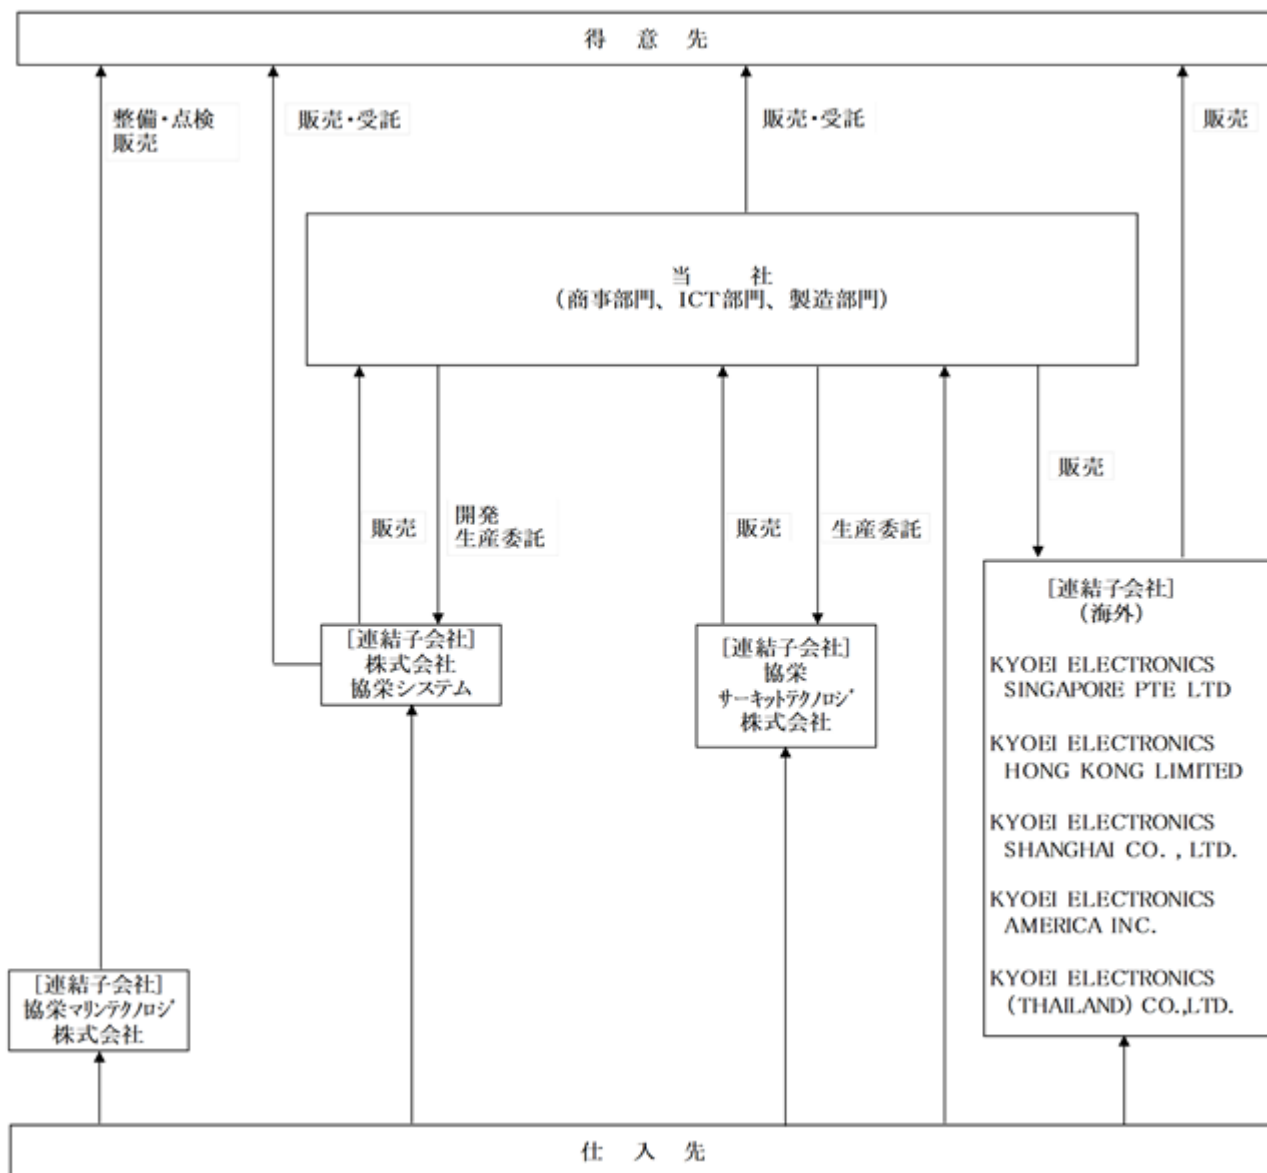 得 意 先
整備・点検
販売
販売・受託
販売・受託
販売
当 社
（商事部門、ICT部門、製造部門）
販売
開発
生産委託
販売
生産委託
販売
［連結子会社］
株式会社
協栄システム
［連結子会社］
協栄
サーキットテクノロジ
株式会社
［連結子会社］
（海外）
KYOEI ELECTRONICS
SINGAPORE PTE LTD
KYOEI ELECTRONICS
HONG KONG LIMITED
KYOEI ELECTRONICS
SHANGHAI CO. , LTD.
KYOEI ELECTRONICS
AMERICA INC.
KYOEI ELECTRONICS
（THAILAND）CO.,LTD.
［連結子会社］
協栄マリンテクノロジ
株式会社
仕 入 先